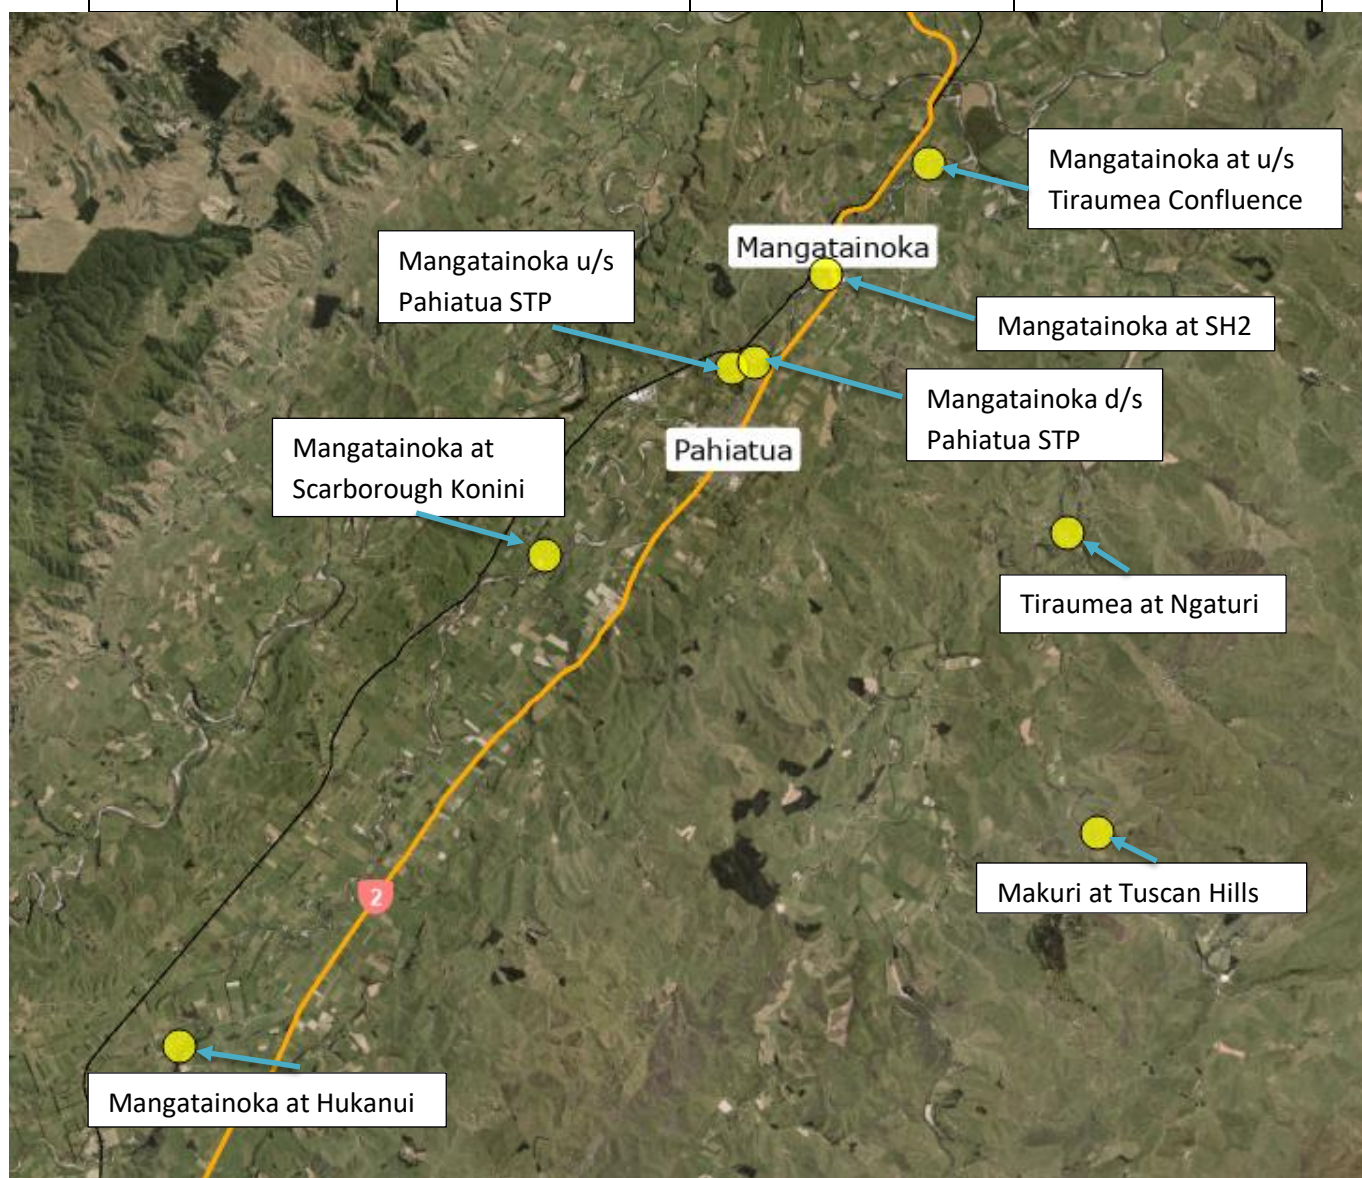 Mangatainoka at u/s
Tiraumea Confluence
Mangatainoka
Mangatainoka u/s
Pahiatua STP
Mangatainoka at SH2
Mangatainoka d/s
Pahiatua STP
Mangatainoka at
Scarborough Konini
Pahiatua
Tiraumea at Ngaturi
Makuri at Tuscan Hills
2
Mangatainoka at Hukanui